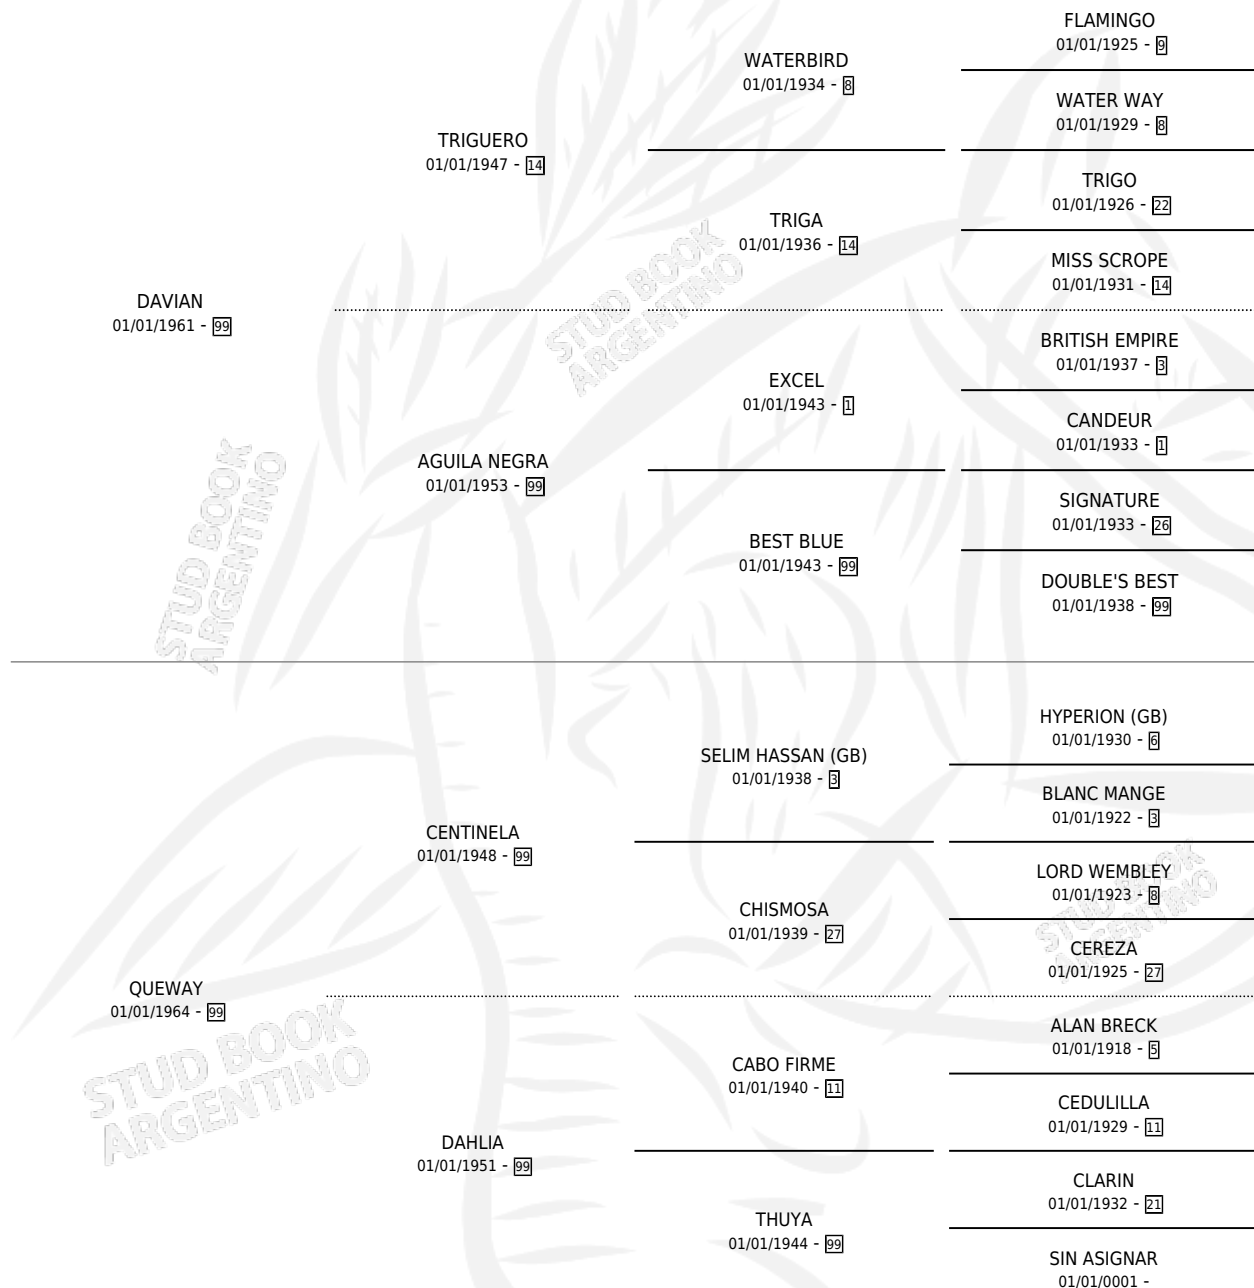 DAVIAN
01/01/1961 - 99
TRIGUERO
01/01/1947 - 14
AGUILA NEGRA
01/01/1953 - 99
WATERBIRD
01/01/1934 - 8
TRIGA
01/01/1936 - 14
EXCEL
01/01/1943 - 1
BEST BLUE
01/01/1943 - 99
FLAMINGO
01/01/1925 - 9
WATER WAY
01/01/1929 - 8
TRIGO
01/01/1926 - 22
MISS SCROPE
01/01/1931 - 14
BRITISH EMPIRE
01/01/1937 - 3
CANDEUR
01/01/1933 - 1
SIGNATURE
01/01/1933 - 26
DOUBLE'S BEST
01/01/1938 - 99
STUD BOOK
ARGENTINO
STUD BOOK
ARGENTINO
QUEWAY
01/01/1964 - 99
CENTINELA
01/01/1948 - 99
DAHLIA
01/01/1951 - 99
SELIM HASSAN (GB)
01/01/1938 - 3
CHISMOSA
01/01/1939 - 27
CABO FIRME
01/01/1940 - 11
THUYA
01/01/1944 - 99
HYPERION (GB)
01/01/1930 - 6
BLANC MANGE
01/01/1922 - 3
LORD WEMBLEY
01/01/1923 - 8
CEREZA
01/01/1925 - 27
ALAN BRECK
01/01/1918 - 5
CEDULILLA
01/01/1929 - 11
CLARIN
01/01/1932 - 21
SIN ASIGNAR
01/01/0001 -
STUD BOOK
ARGENTINO
STUD BOOK
ARGENTINO